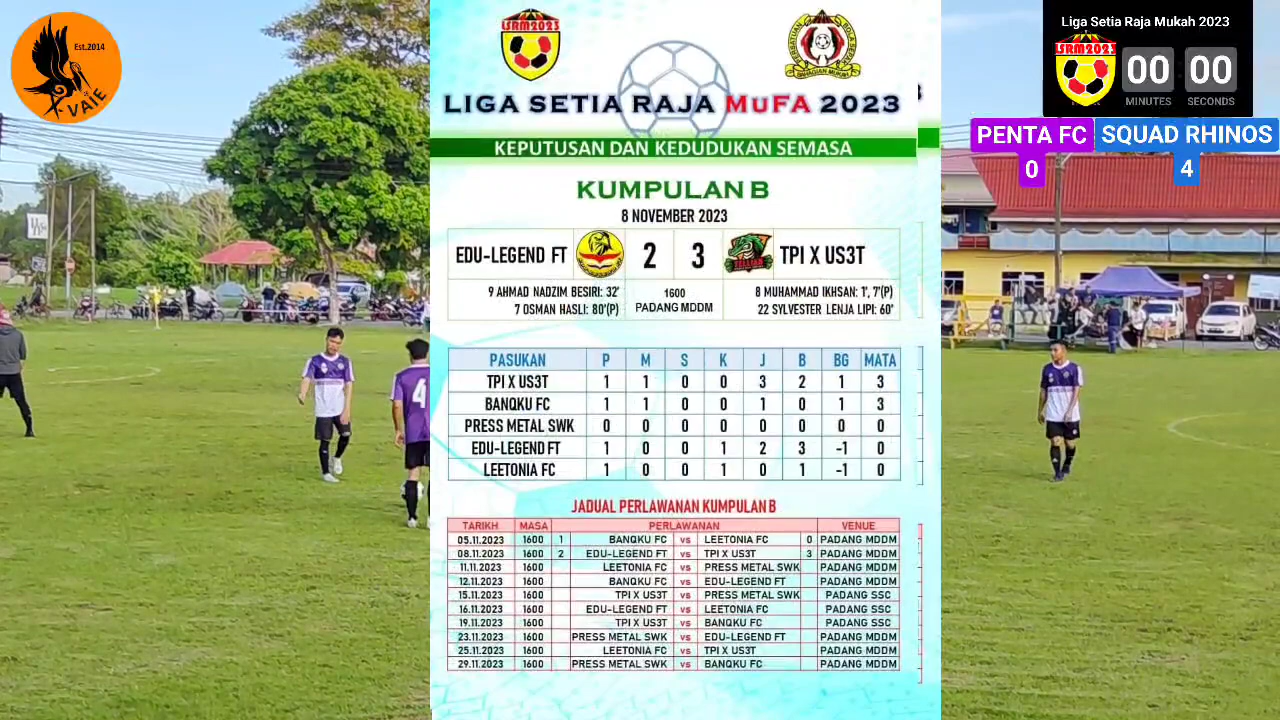 Est.2014
VAIE
LSRM2023
LIGA SETIA RAJA MuFA 2023
KEPUTUSAN DAN KEDUDUKAN SEMASA
KUMPULAN B
8 NOVEMBER 2023
EDU-LEGEND FT 2 3 TPI X US3T
9 AHMAD NADZIM BESIRI: 32' 1600 8 MUHAMMAD IKHSAN: 1', 7'(P)
7 OSMAN HASLI: 80'(P) PADANG MDDM 22 SYLVESTER LENJA LIPI: 60'
PASUKAN P M S K J B BG MATA
TPI X US3T 1 1 0 0 3 2 1 3
BANQKU FC 1 1 0 0 1 0 1 3
PRESS METAL SWK 0 0 0 0 0 0 0 0
EDU-LEGEND FT 1 0 0 1 2 3 -1 0
LEETONIA FC 1 0 0 1 0 1 -1 0
JADUAL PERLAWANAN KUMPULAN B
TARIKH MASA PERLAWANAN VENUE
05.11.2023 1600 1 BANQKU FC vs LEETONIA FC 0 PADANG MDDM
08.11.2023 1600 2 EDU-LEGEND FT vs TPI X US3T 3 PADANG MDDM
11.11.2023 1600 LEETONIA FC vs PRESS METAL SWK PADANG MDDM
12.11.2023 1600 BANQKU FC vs EDU-LEGEND FT PADANG MDDM
15.11.2023 1600 TPI X US3T vs PRESS METAL SWK PADANG SSC
16.11.2023 1600 EDU-LEGEND FT vs LEETONIA FC PADANG SSC
19.11.2023 1600 TPI X US3T vs BANQKU FC PADANG SSC
23.11.2023 1600 PRESS METAL SWK vs EDU-LEGEND FT PADANG MDDM
25.11.2023 1600 LEETONIA FC vs TPI X US3T PADANG MDDM
29.11.2023 1600 PRESS METAL SWK vs BANQKU FC PADANG MDDM
Liga Setia Raja Mukah 2023
LSRM2023
00 00
MINUTES SECONDS
PENTA FC SQUAD RHINOS
0 4
4